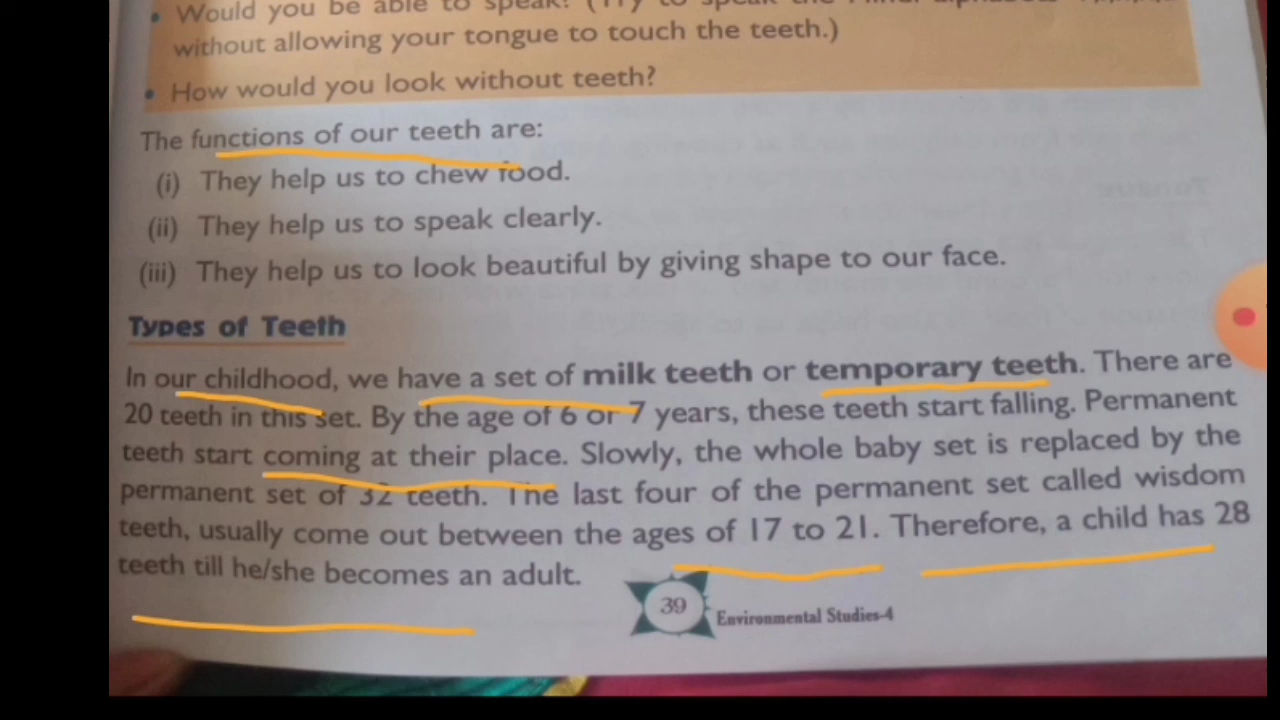 • Would you be able to speak? (Try to speak the Hindi alphabets
without allowing your tongue to touch the teeth.)
• How would you look without teeth?
The functions of our teeth are:
(i) They help us to chew food.
(ii) They help us to speak clearly.
(iii) They help us to look beautiful by giving shape to our face.
Types of Teeth
In our childhood, we have a set of milk teeth or temporary teeth. There are
20 teeth in this set. By the age of 6 or 7 years, these teeth start falling. Permanent
teeth start coming at their place. Slowly, the whole baby set is replaced by the
permanent set of 32 teeth. The last four of the permanent set called wisdom
teeth, usually come out between the ages of 17 to 21. Therefore, a child has 28
teeth till he/she becomes an adult.
39
Environmental Studies-4